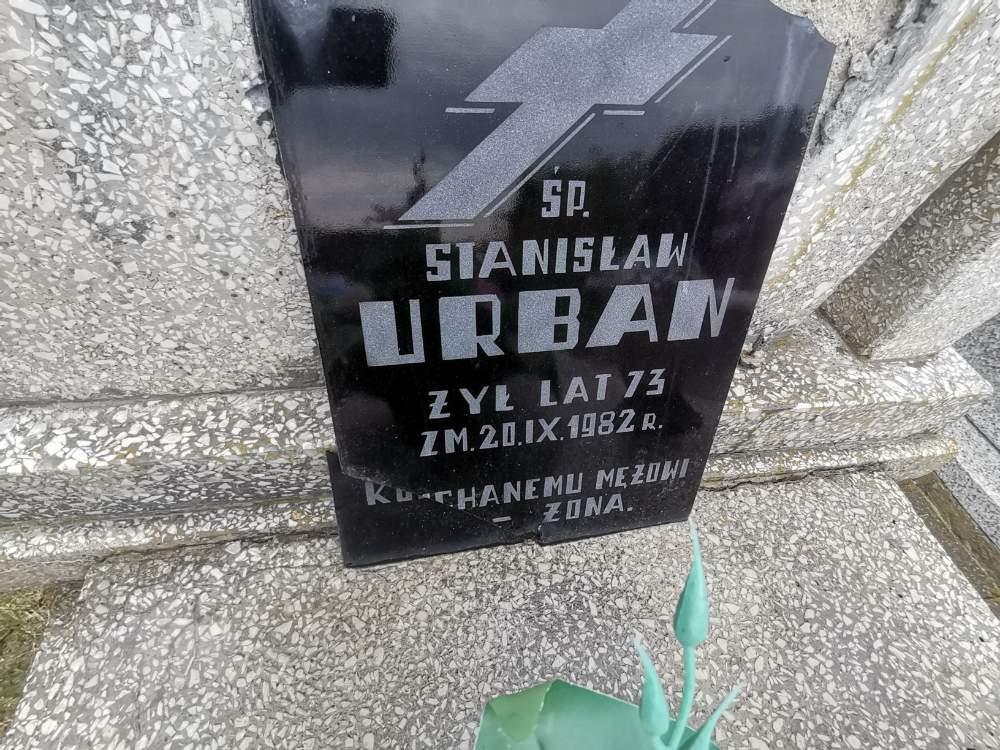 ŚP.
STANISŁAW
URBAN
ŻYŁ LAT 73
ZM. 20.IX.1982 R.
KOCHANEMU MĘŻOWI
– ŻONA.